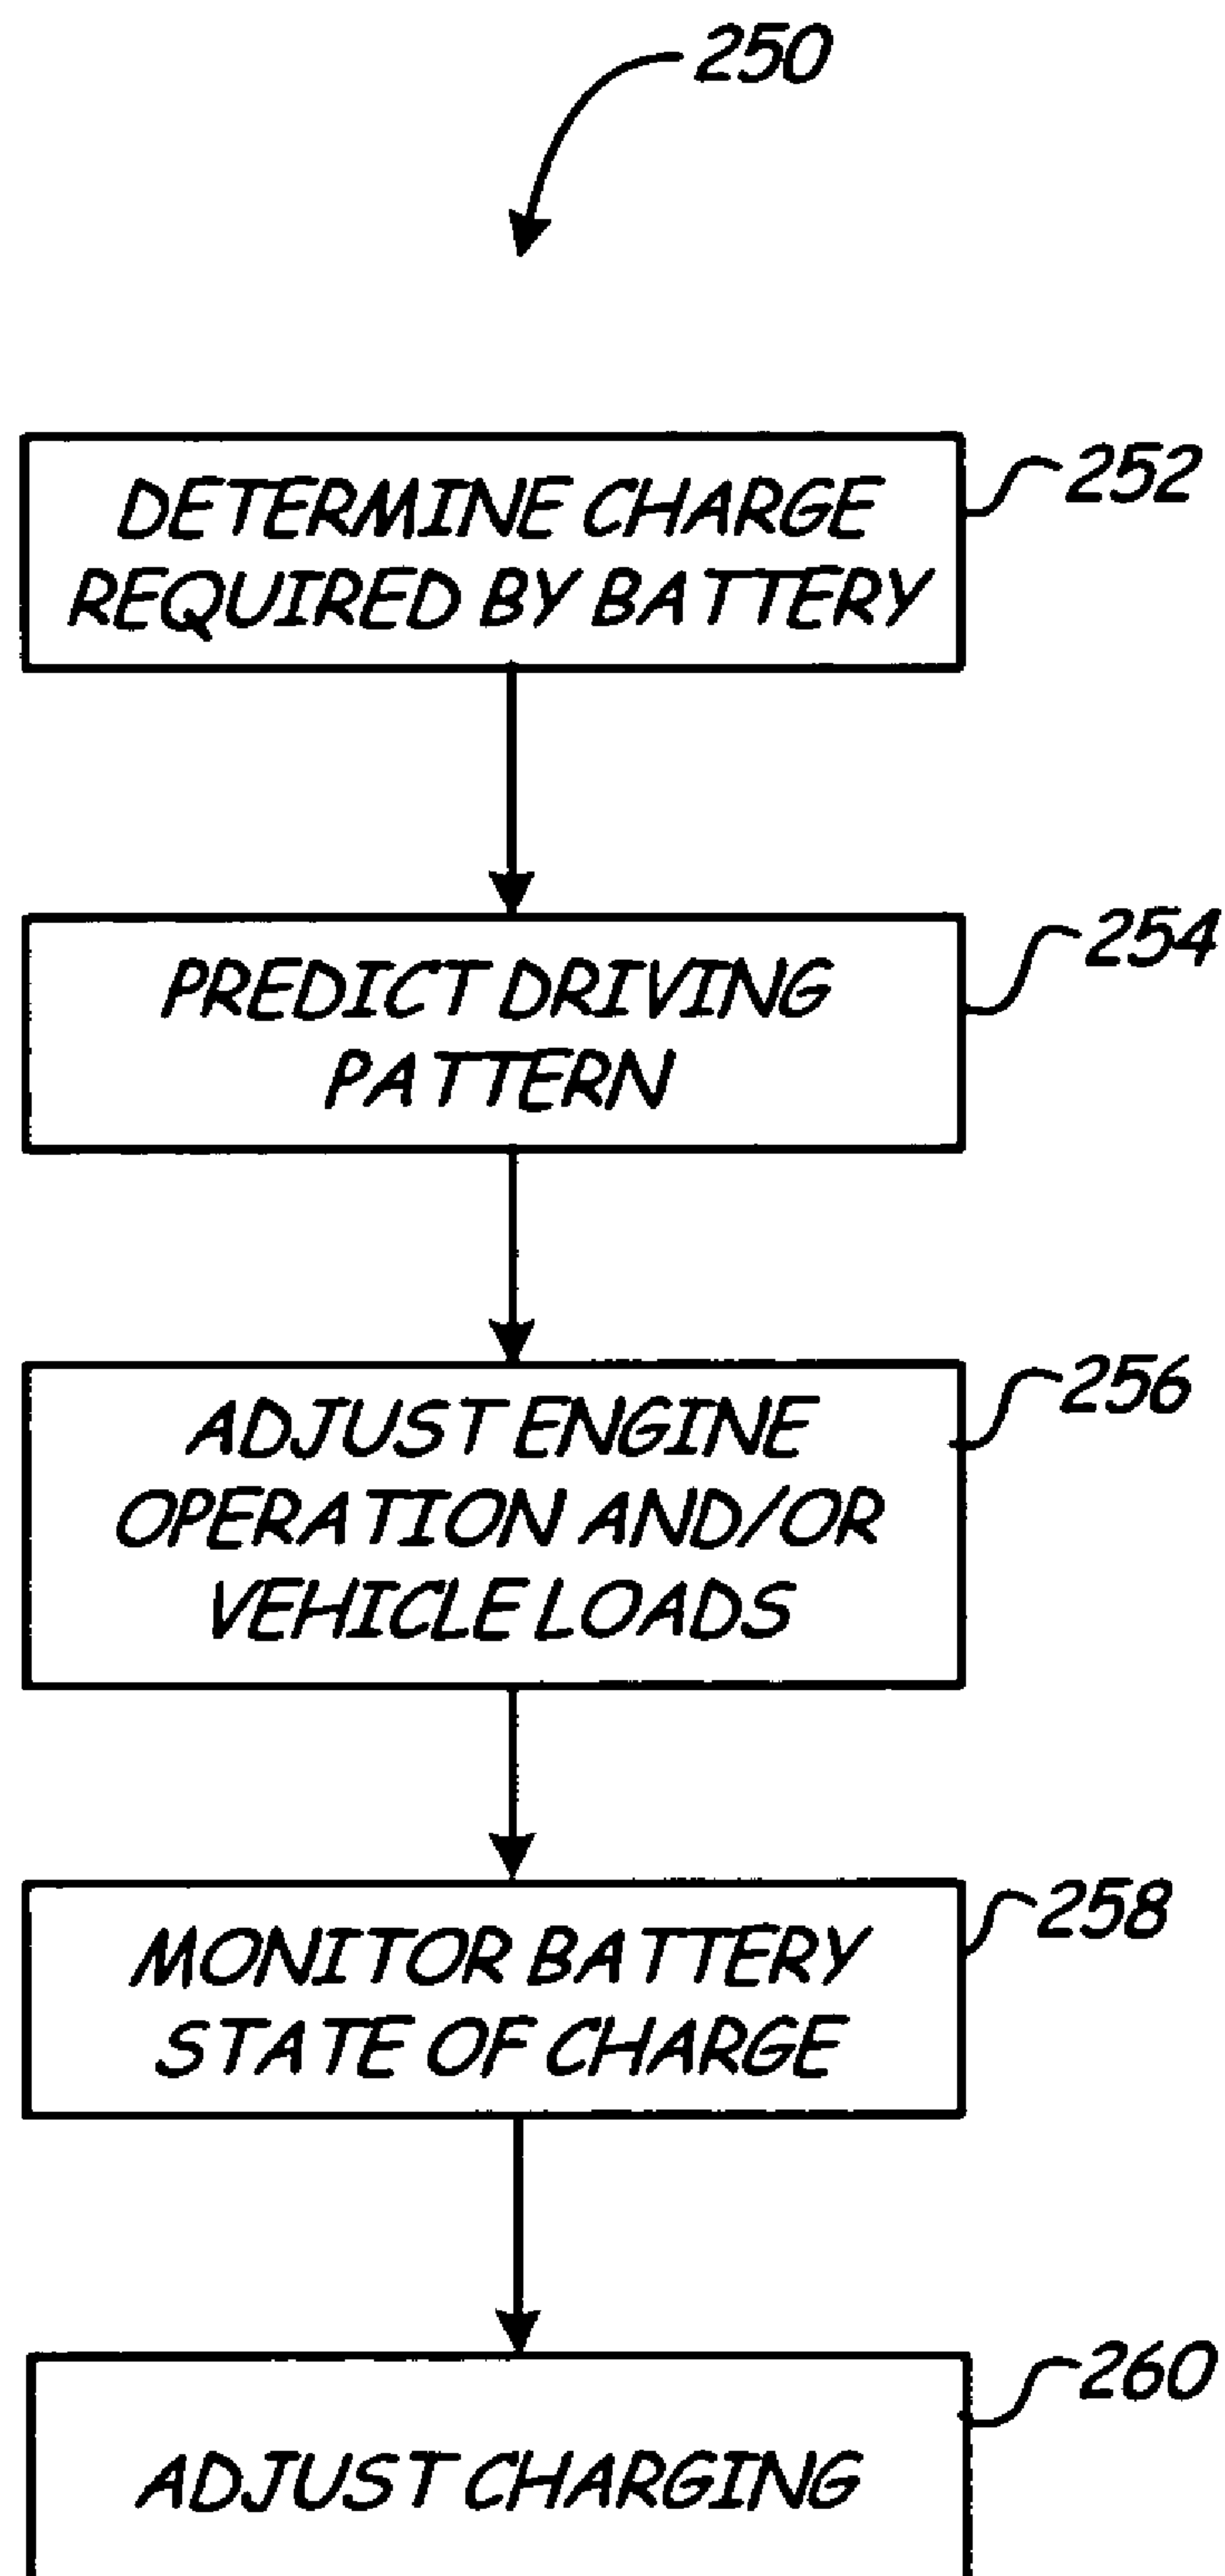 250
DETERMINE CHARGE
REQUIRED BY BATTERY
252
PREDICT DRIVING
PATTERN
254
ADJUST ENGINE
OPERATION AND/OR
VEHICLE LOADS
256
MONITOR BATTERY
STATE OF CHARGE
258
ADJUST CHARGING
260